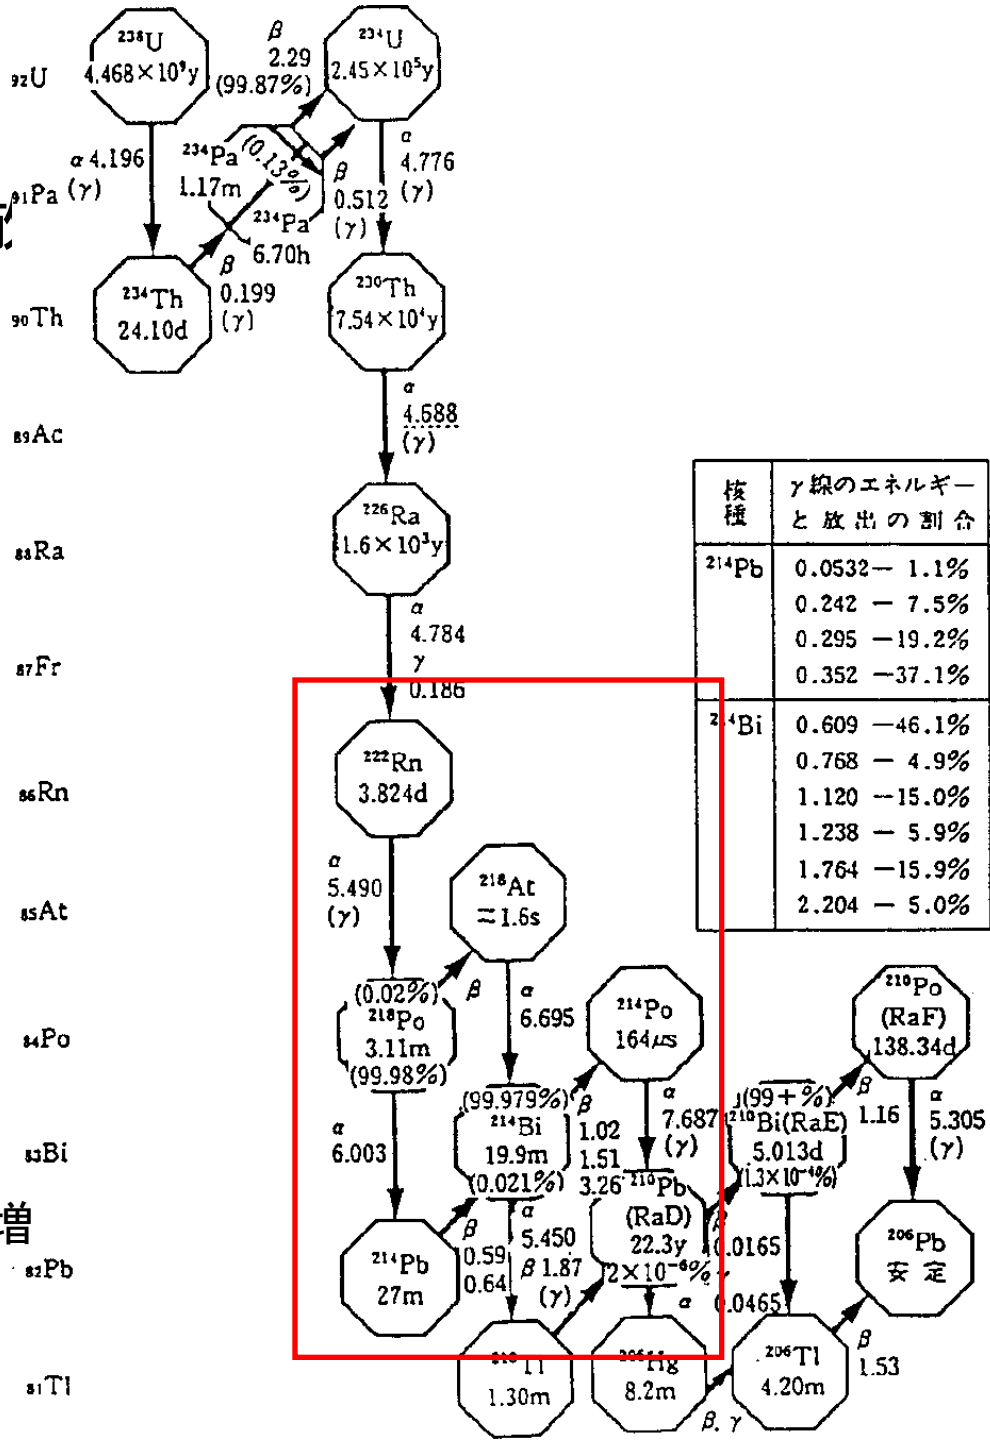 ₉₂U
²³⁸U
4.468×10⁹y
β
2.29
(99.87%)
²³⁴U
2.45×10⁵y
α 4.196
(γ)
₉₁Pa
²³⁴Pa
1.17m
(0.13%)
²³⁴Pa
6.70h
β
0.512
(γ)
α
4.776
(γ)
₉₀Th
²³⁴Th
24.10d
β
0.199
(γ)
²³⁰Th
7.54×10⁴y
₈₉Ac
α
4.688
(γ)
₈₈Ra
²²⁶Ra
1.6×10³y
₈₇Fr
α
4.784
γ
0.186
核種
γ線のエネルギー
と放出の割合
²¹⁴Pb
0.0532− 1.1%
0.242 − 7.5%
0.295 −19.2%
0.352 −37.1%
²¹⁴Bi
0.609 −46.1%
0.768 − 4.9%
1.120 −15.0%
1.238 − 5.9%
1.764 −15.9%
2.204 − 5.0%
₈₆Rn
²²²Rn
3.824d
₈₅At
α
5.490
(γ)
²¹⁸At
≈1.6s
₈₄Po
(0.02%)
²¹⁸Po
3.11m
(99.98%)
β
α
6.695
²¹⁴Po
164μs
²¹⁰Po
(RaF)
138.34d
₈₃Bi
α
6.003
(99.979%)
²¹⁴Bi
19.9m
(0.021%)
β
1.02
1.51
3.26
α
7.687
(γ)
(99+%)
²¹⁰Bi(RaE)
5.013d
(1.3×10⁻⁴%)
β
1.16
α
5.305
(γ)
増
₈₂Pb
²¹⁴Pb
27m
β
0.59
0.64
α
5.450
β 1.87
(γ)
²¹⁰Pb
(RaD)
22.3y
2×10⁻⁶%
α
β
0.0165
γ
0.0465
²⁰⁶Pb
安定
₈₁Tl
²¹⁰Tl
1.30m
²⁰⁶Hg
8.2m
β, γ
²⁰⁶Tl
4.20m
β
1.53